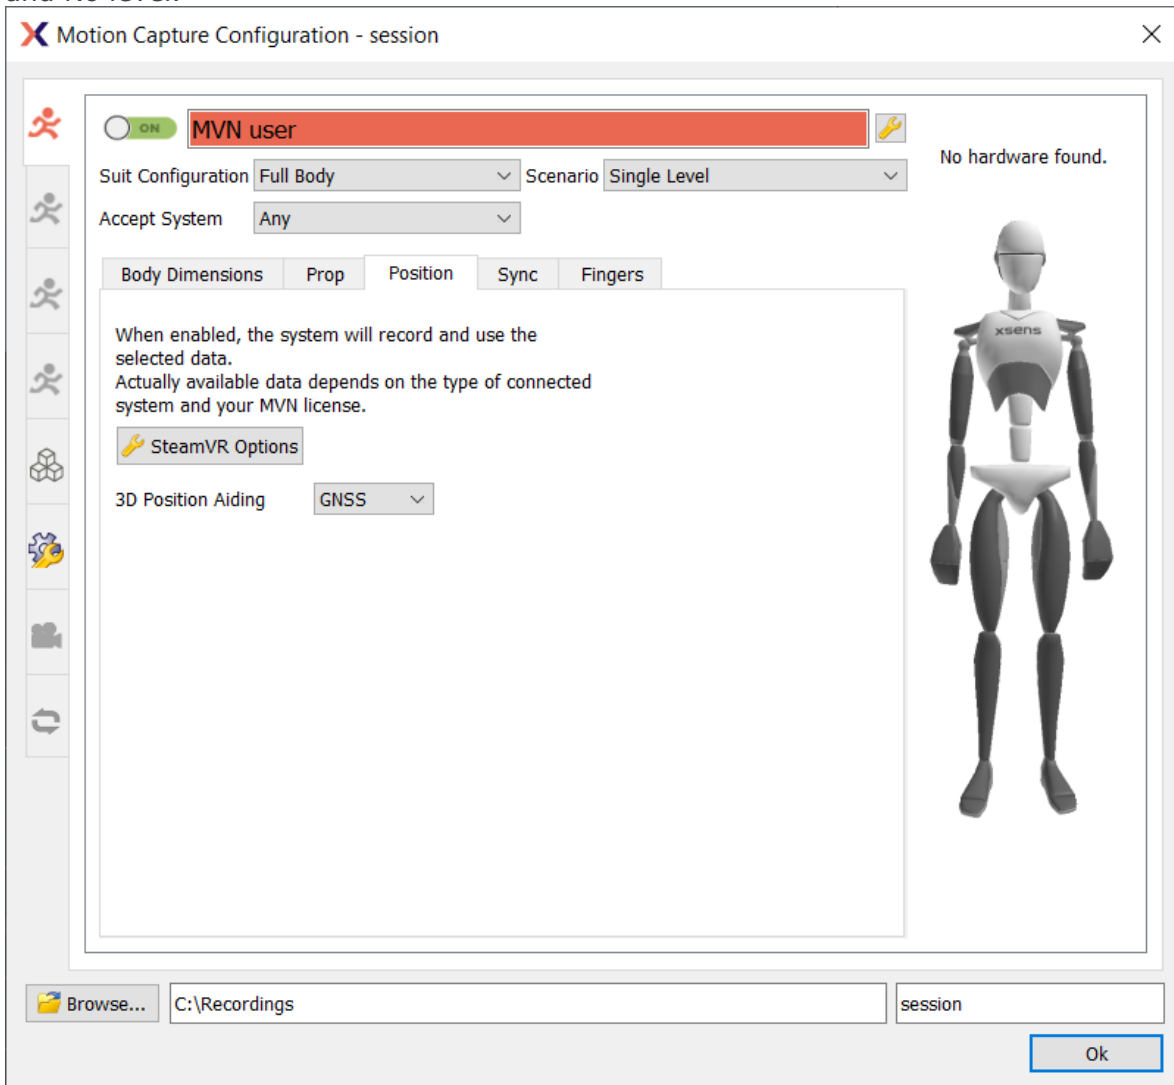 Motion Capture Configuration - session
ON
MVN user
No hardware found.
Suit Configuration Full Body Scenario Single Level
Accept System Any
Body Dimensions Prop Position Sync Fingers
When enabled, the system will record and use the
selected data.
Actually available data depends on the type of connected
system and your MVN license.
SteamVR Options
3D Position Aiding GNSS
xsens
Browse... C:\Recordings session
Ok